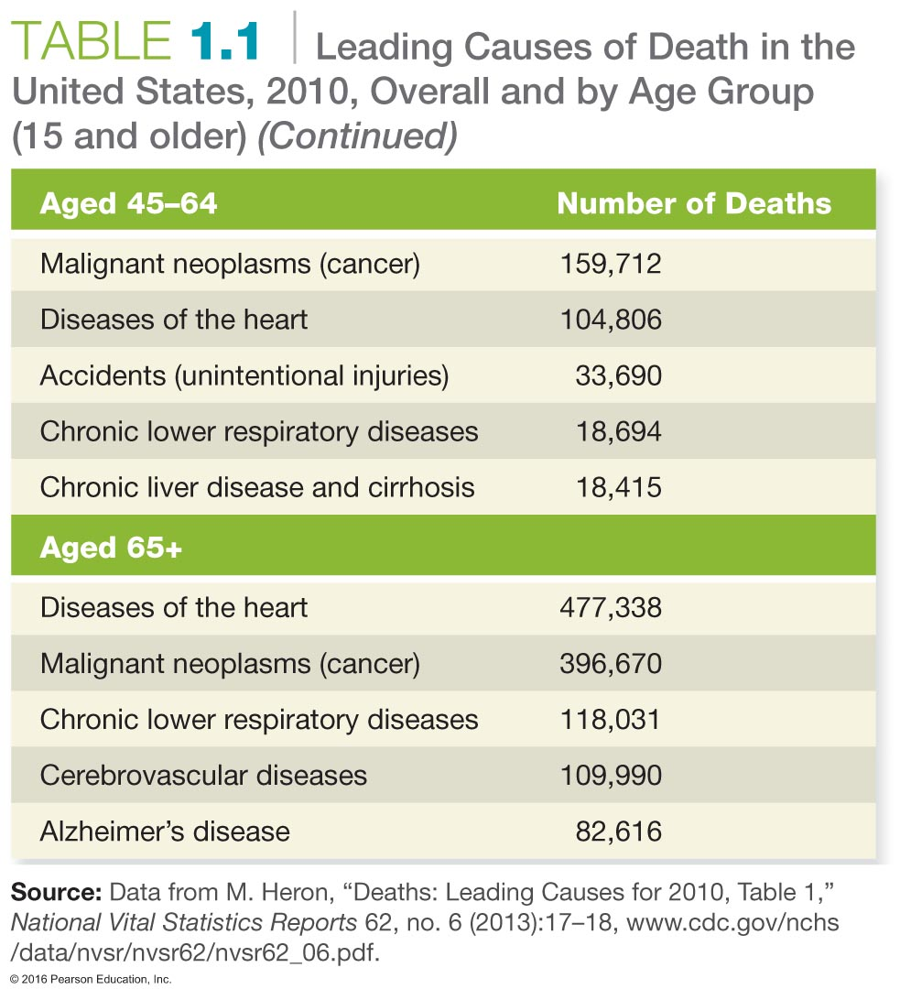 TABLE 1.1 | Leading Causes of Death in the
United States, 2010, Overall and by Age Group
(15 and older) (Continued)
Aged 45–64 Number of Deaths
Malignant neoplasms (cancer) 159,712
Diseases of the heart 104,806
Accidents (unintentional injuries) 33,690
Chronic lower respiratory diseases 18,694
Chronic liver disease and cirrhosis 18,415
Aged 65+
Diseases of the heart 477,338
Malignant neoplasms (cancer) 396,670
Chronic lower respiratory diseases 118,031
Cerebrovascular diseases 109,990
Alzheimer’s disease 82,616
Source: Data from M. Heron, “Deaths: Leading Causes for 2010, Table 1,”
National Vital Statistics Reports 62, no. 6 (2013):17–18, www.cdc.gov/nchs
/data/nvsr/nvsr62/nvsr62_06.pdf.
© 2016 Pearson Education, Inc.